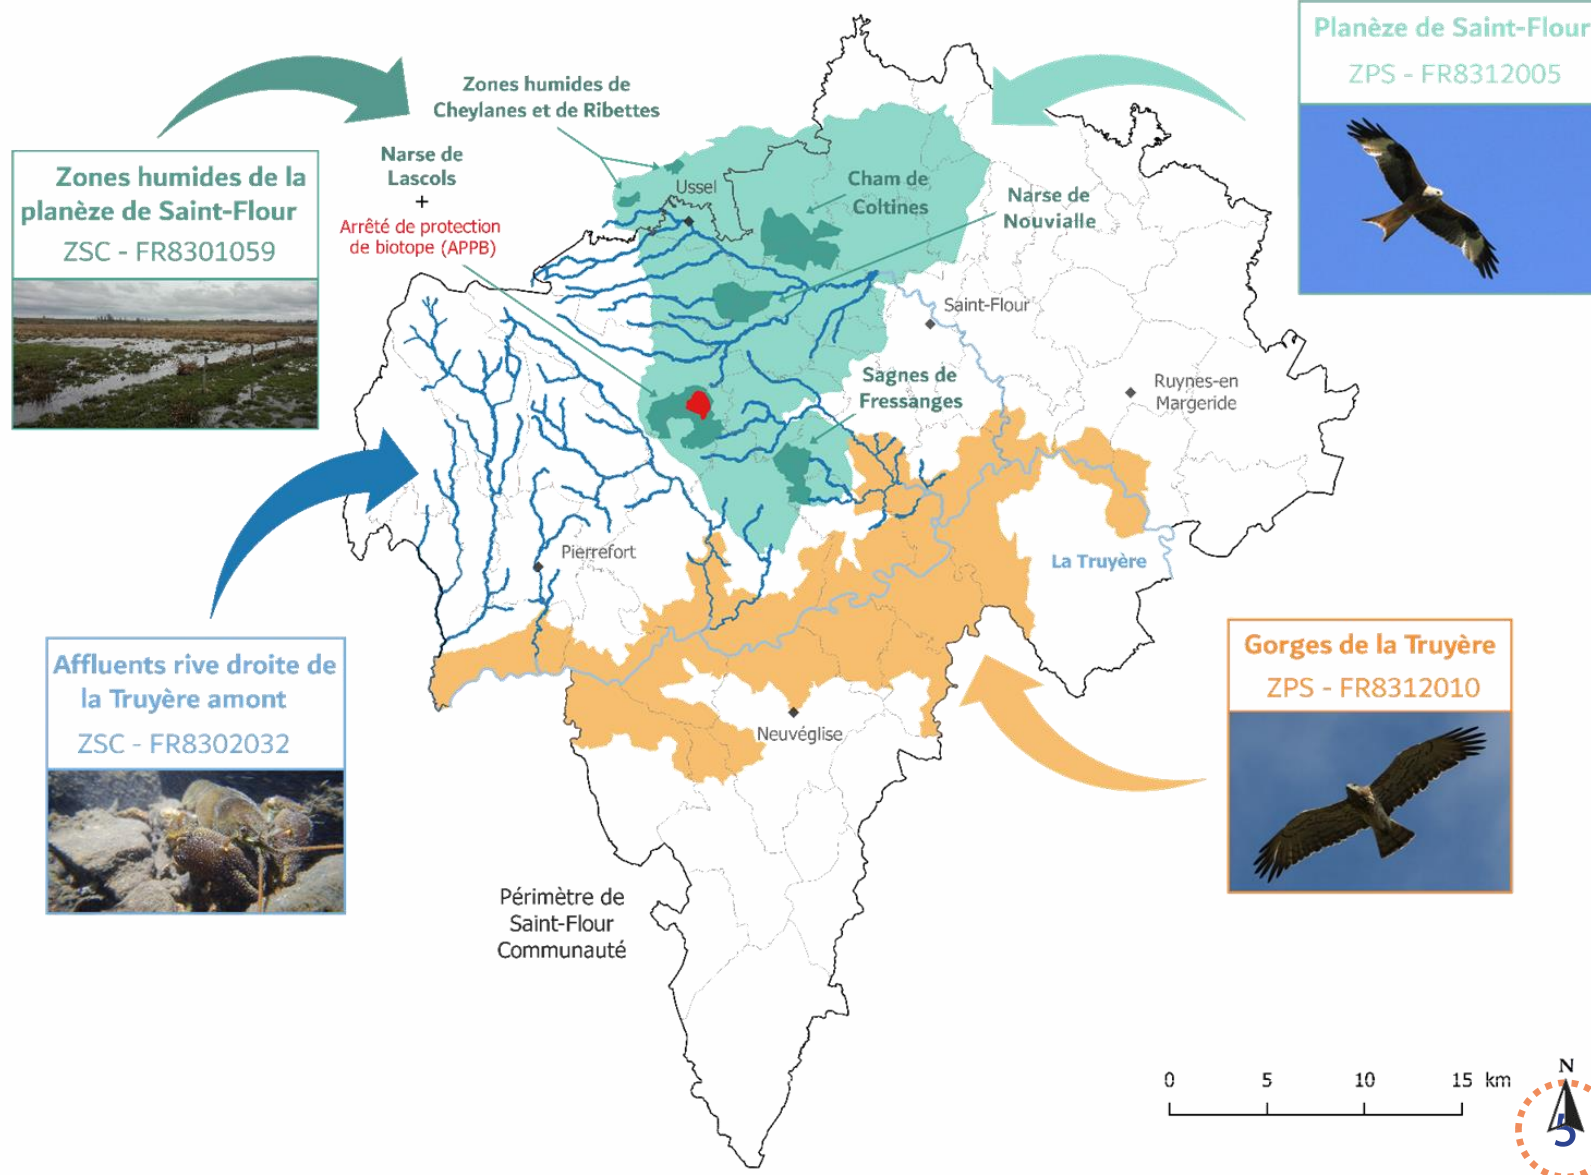 Planèze de Saint-Flour
ZPS - FR8312005
Zones humides de
Cheylanes et de Ribettes
Zones humides de la
planèze de Saint-Flour
ZSC - FR8301059
Narse de
Lascols
+
Arrêté de protection
de biotope (APPB)
Ussel
Cham de
Coltines
Narse de
Nouvialle
Saint-Flour
Sagnes de
Fressanges
Ruynes-en
Margeride
Pierrefort
La Truyère
Affluents rive droite de
la Truyère amont
ZSC - FR8302032
Gorges de la Truyère
ZPS - FR8312010
Neuvéglise
Périmètre de
Saint-Flour
Communauté
0 5 10 15 km
N
5